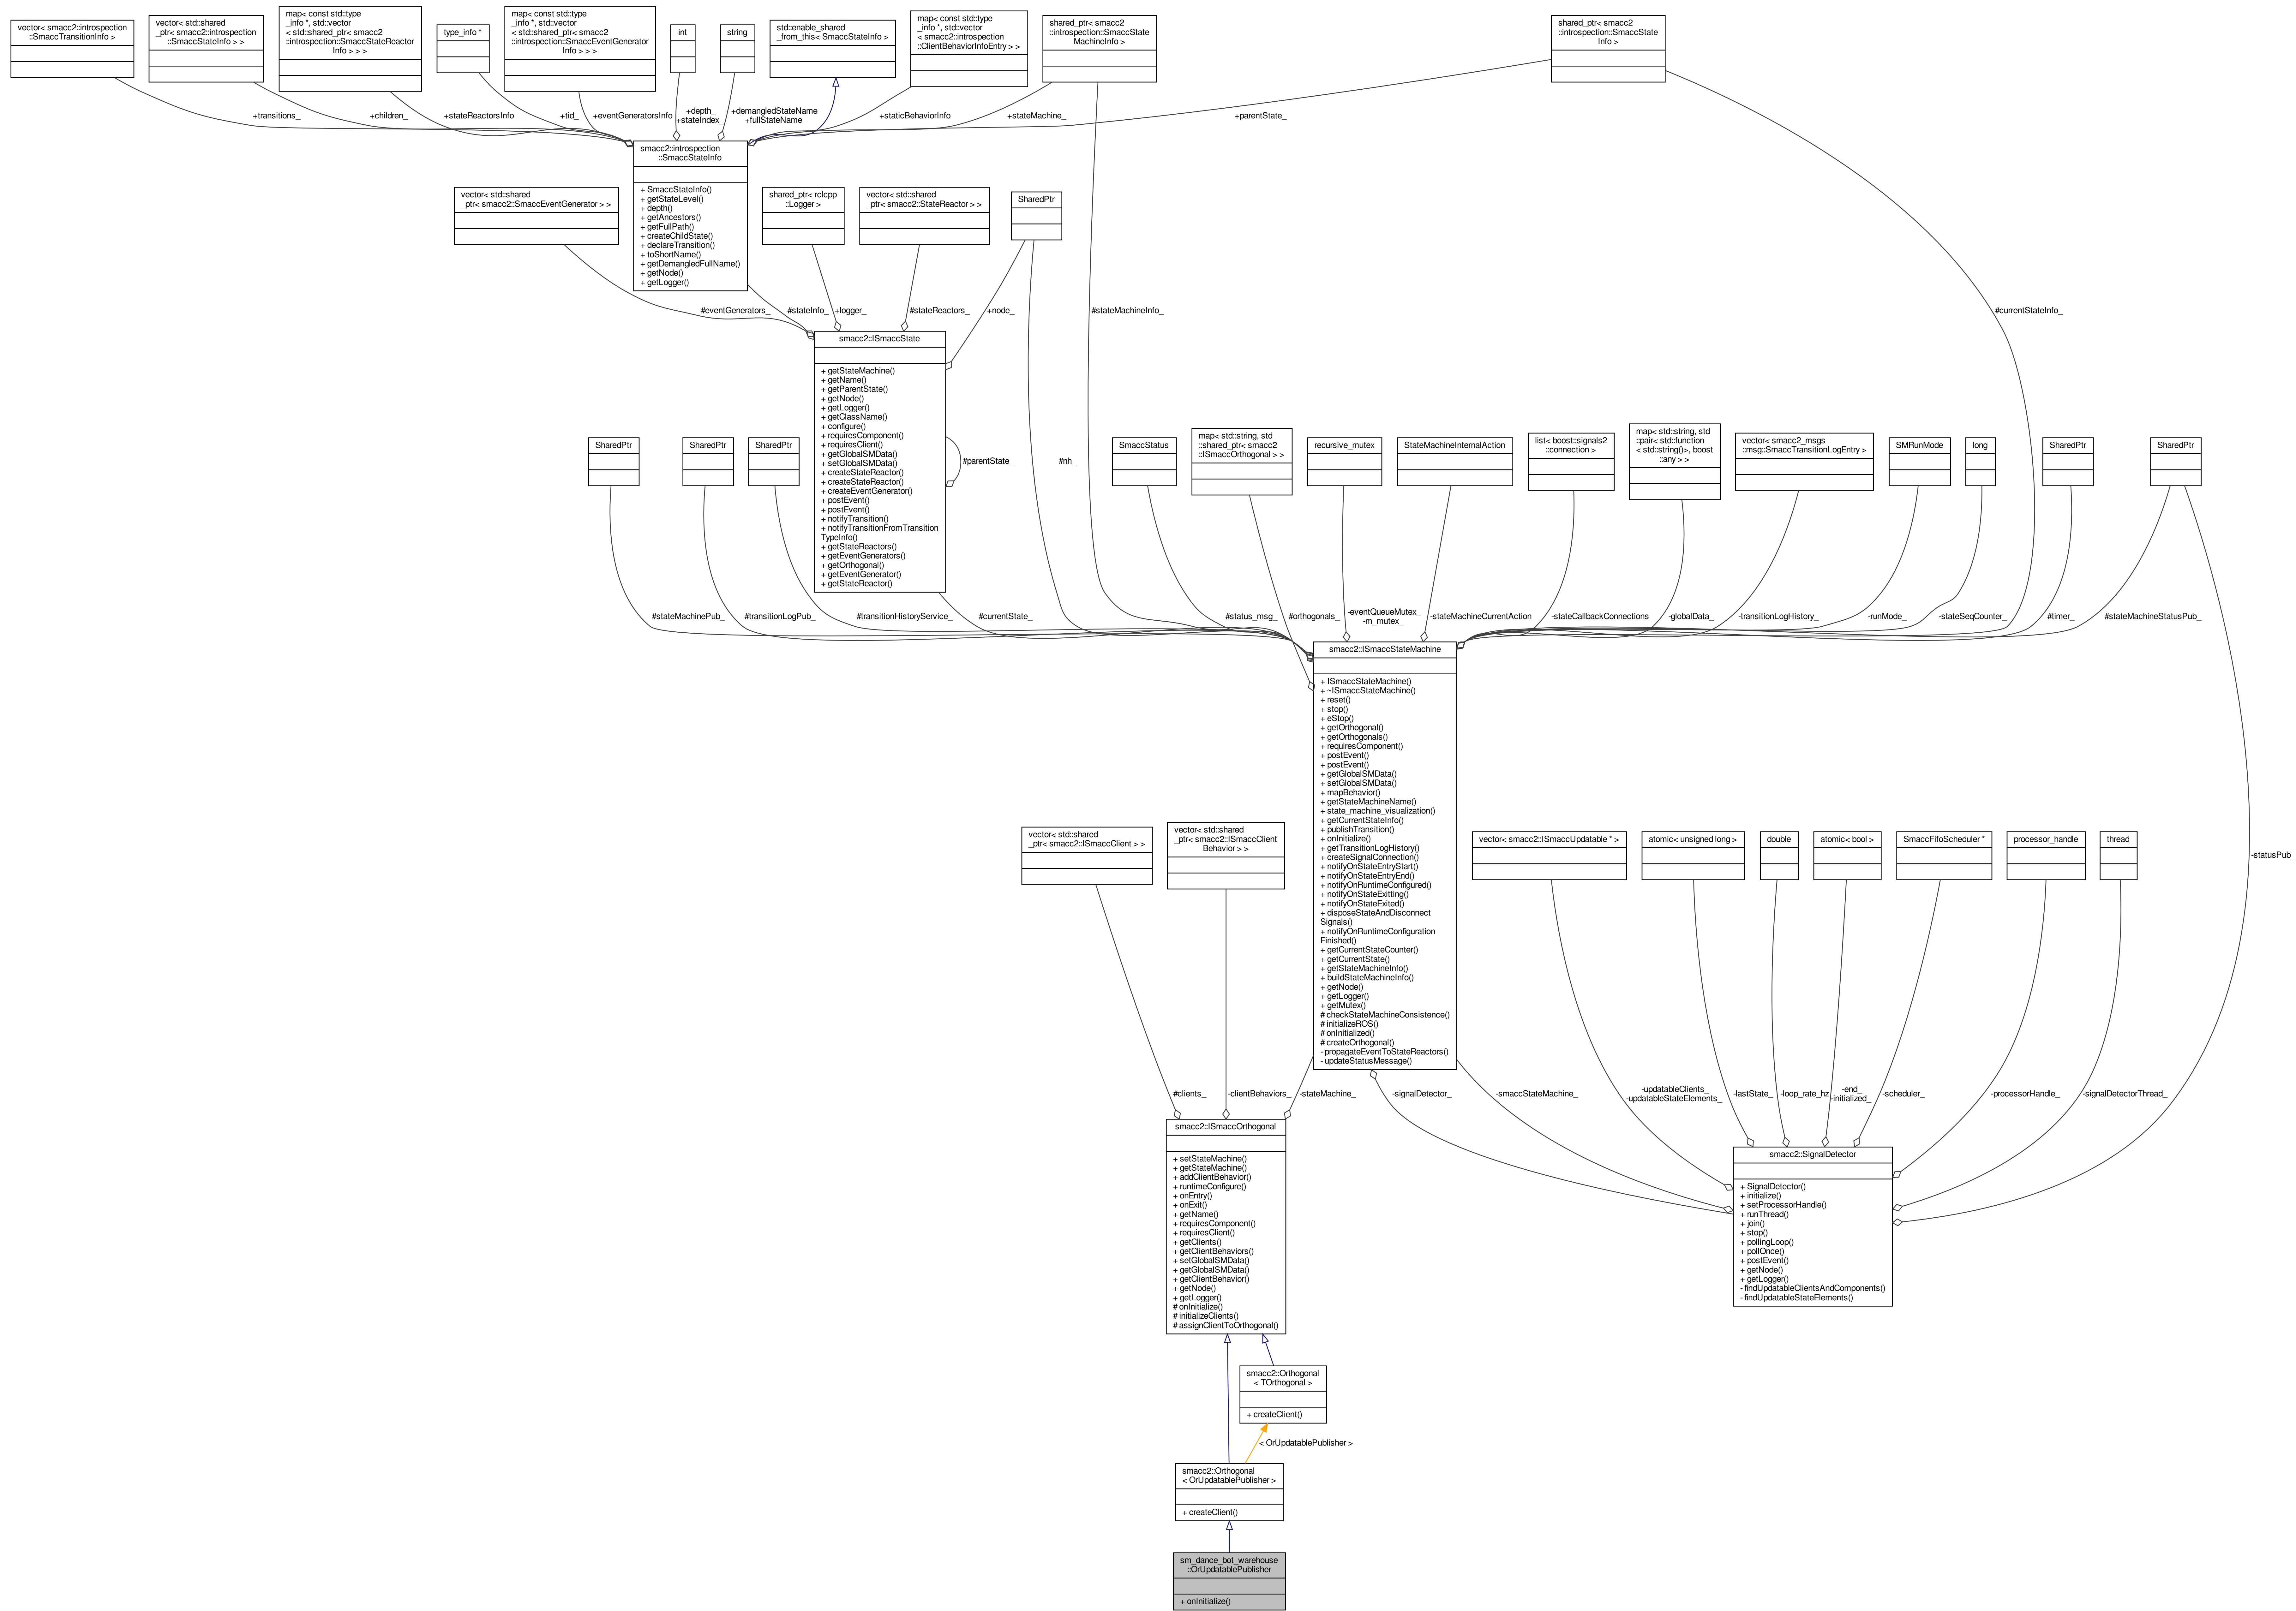 vector< smacc2::introspection
::SmaccTransitionInfo >
vector< std::shared
_ptr< smacc2::introspection
::SmaccStateInfo > >
map< const std::type
_info *, std::vector
< std::shared_ptr< smacc2
::introspection::SmaccStateReactor
Info > > >
type_info *
map< const std::type
_info *, std::vector
< std::shared_ptr< smacc2
::introspection::SmaccEventGenerator
Info > > >
int
string
std::enable_shared
_from_this< SmaccStateInfo >
map< const std::type
_info *, std::vector
< smacc2::introspection
::ClientBehaviorInfoEntry > >
shared_ptr< smacc2
::introspection::SmaccState
MachineInfo >
shared_ptr< smacc2
::introspection::SmaccState
Info >
+transitions_
+children_
+stateReactorsInfo
+tid_
+eventGeneratorsInfo
+depth_
+stateIndex_
+demangledStateName
+fullStateName
+staticBehaviorInfo
+stateMachine_
+parentState_
smacc2::introspection
::SmaccStateInfo
+ SmaccStateInfo()
+ getStateLevel()
+ depth()
+ getAncestors()
+ getFullPath()
+ createChildState()
+ declareTransition()
+ toShortName()
+ getDemangledFullName()
+ getNode()
+ getLogger()
vector< std::shared
_ptr< smacc2::SmaccEventGenerator > >
shared_ptr< rclcpp
::Logger >
vector< std::shared
_ptr< smacc2::StateReactor > >
SharedPtr
#eventGenerators_
#stateInfo_
+logger_
#stateReactors_
+node_
#stateMachineInfo_
#currentStateInfo_
smacc2::ISmaccState
+ getStateMachine()
+ getName()
+ getParentState()
+ getNode()
+ getLogger()
+ getClassName()
+ configure()
+ requiresComponent()
+ requiresClient()
+ getGlobalSMData()
+ setGlobalSMData()
+ createStateReactor()
+ createStateReactor()
+ createEventGenerator()
+ postEvent()
+ postEvent()
+ notifyTransition()
+ notifyTransitionFromTransition
TypeInfo()
+ getStateReactors()
+ getEventGenerators()
+ getOrthogonal()
+ getEventGenerator()
+ getStateReactor()
#parentState_
#nh_
SharedPtr
SharedPtr
SharedPtr
SmaccStatus
map< std::string, std
::shared_ptr< smacc2
::ISmaccOrthogonal > >
recursive_mutex
StateMachineInternalAction
list< boost::signals2
::connection >
map< std::string, std
::pair< std::function
< std::string()>, boost
::any > >
vector< smacc2_msgs
::msg::SmaccTransitionLogEntry >
SMRunMode
long
SharedPtr
SharedPtr
#stateMachinePub_
#transitionLogPub_
#transitionHistoryService_
#currentState_
#status_msg_
#orthogonals_
-eventQueueMutex_
-m_mutex_
-stateMachineCurrentAction
-stateCallbackConnections
-globalData_
-transitionLogHistory_
-runMode_
-stateSeqCounter_
#timer_
#stateMachineStatusPub_
smacc2::ISmaccStateMachine
+ ISmaccStateMachine()
+ ~ISmaccStateMachine()
+ reset()
+ stop()
+ eStop()
+ getOrthogonal()
+ getOrthogonals()
+ requiresComponent()
+ postEvent()
+ postEvent()
+ getGlobalSMData()
+ setGlobalSMData()
+ mapBehavior()
+ getStateMachineName()
+ state_machine_visualization()
+ getCurrentStateInfo()
+ publishTransition()
+ onInitialize()
+ getTransitionLogHistory()
+ createSignalConnection()
+ notifyOnStateEntryStart()
+ notifyOnStateEntryEnd()
+ notifyOnRuntimeConfigured()
+ notifyOnStateExitting()
+ notifyOnStateExited()
+ disposeStateAndDisconnect
Signals()
+ notifyOnRuntimeConfiguration
Finished()
+ getCurrentStateCounter()
+ getCurrentState()
+ getStateMachineInfo()
+ buildStateMachineInfo()
+ getNode()
+ getLogger()
+ getMutex()
# checkStateMachineConsistence()
# initializeROS()
# onInitialized()
# createOrthogonal()
- propagateEventToStateReactors()
- updateStatusMessage()
vector< std::shared
_ptr< smacc2::ISmaccClient > >
vector< std::shared
_ptr< smacc2::ISmaccClient
Behavior > >
vector< smacc2::ISmaccUpdatable * >
atomic< unsigned long >
double
atomic< bool >
SmaccFifoScheduler *
processor_handle
thread
-statusPub_
#clients_
-clientBehaviors_
-stateMachine_
-signalDetector_
-smaccStateMachine_
-updatableClients_
-updatableStateElements_
-lastState_
-loop_rate_hz
-end_
-initialized_
-scheduler_
-processorHandle_
-signalDetectorThread_
smacc2::ISmaccOrthogonal
+ setStateMachine()
+ getStateMachine()
+ addClientBehavior()
+ runtimeConfigure()
+ onEntry()
+ onExit()
+ getName()
+ requiresComponent()
+ requiresClient()
+ getClients()
+ getClientBehaviors()
+ setGlobalSMData()
+ getGlobalSMData()
+ getClientBehavior()
+ getNode()
+ getLogger()
# onInitialize()
# initializeClients()
# assignClientToOrthogonal()
smacc2::SignalDetector
+ SignalDetector()
+ initialize()
+ setProcessorHandle()
+ runThread()
+ join()
+ stop()
+ pollingLoop()
+ pollOnce()
+ postEvent()
+ getNode()
+ getLogger()
- findUpdatableClientsAndComponents()
- findUpdatableStateElements()
smacc2::Orthogonal
< TOrthogonal >
+ createClient()
< OrUpdatablePublisher >
smacc2::Orthogonal
< OrUpdatablePublisher >
+ createClient()
sm_dance_bot_warehouse
::OrUpdatablePublisher
+ onInitialize()